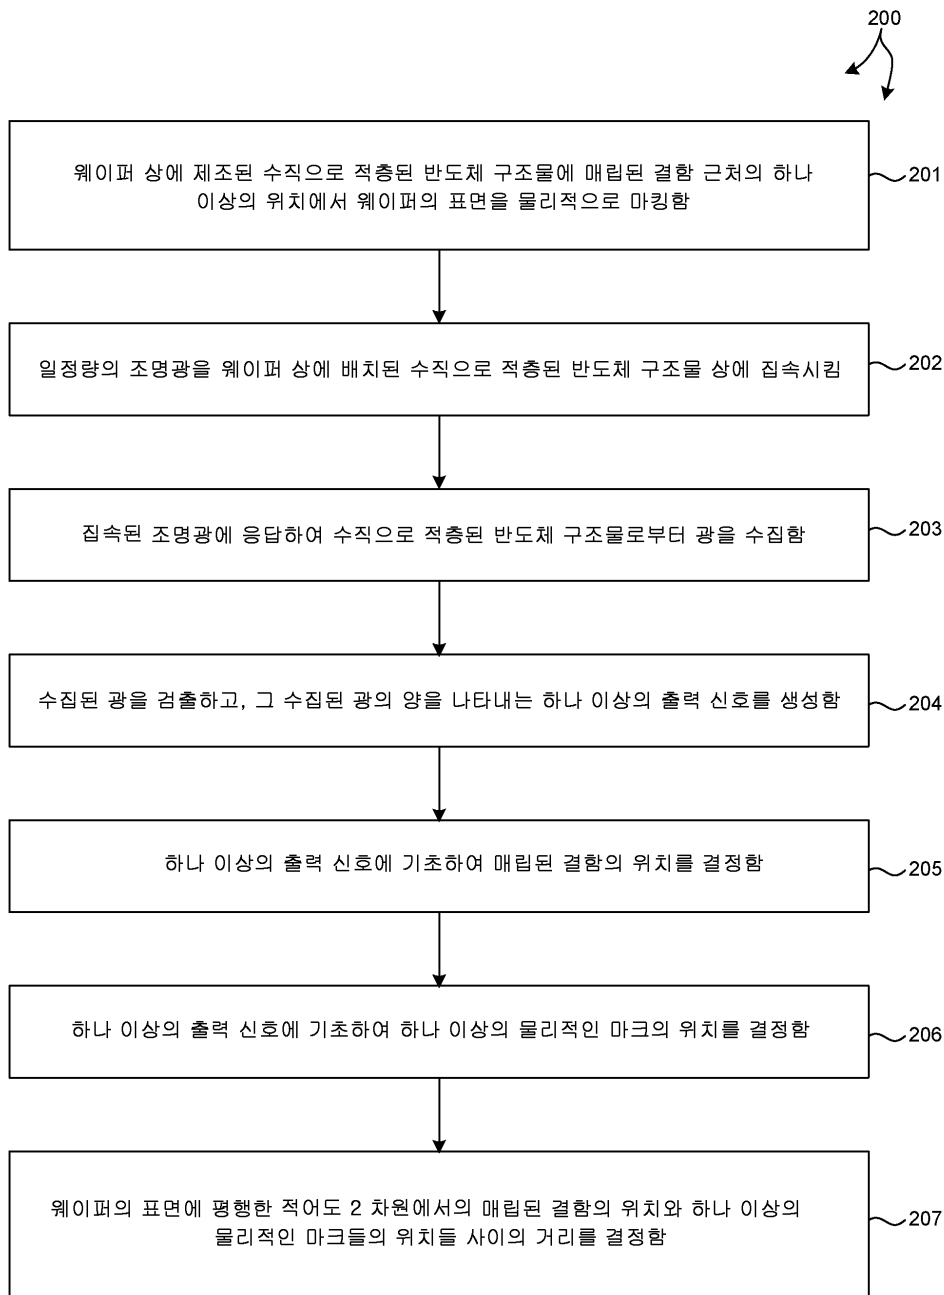 200
웨이퍼 상에 제조된 수직으로 적층된 반도체 구조물에 매립된 결함 근처의 하나
이상의 위치에서 웨이퍼의 표면을 물리적으로 마킹함
201
일정량의 조명광을 웨이퍼 상에 배치된 수직으로 적층된 반도체 구조물 상에 집속시킴
202
집속된 조명광에 응답하여 수직으로 적층된 반도체 구조물로부터 광을 수집함
203
수집된 광을 검출하고, 그 수집된 광의 양을 나타내는 하나 이상의 출력 신호를 생성함
204
하나 이상의 출력 신호에 기초하여 매립된 결함의 위치를 결정함
205
하나 이상의 출력 신호에 기초하여 하나 이상의 물리적인 마크의 위치를 결정함
206
웨이퍼의 표면에 평행한 적어도 2 차원에서의 매립된 결함의 위치와 하나 이상의
물리적인 마크들의 위치들 사이의 거리를 결정함
207